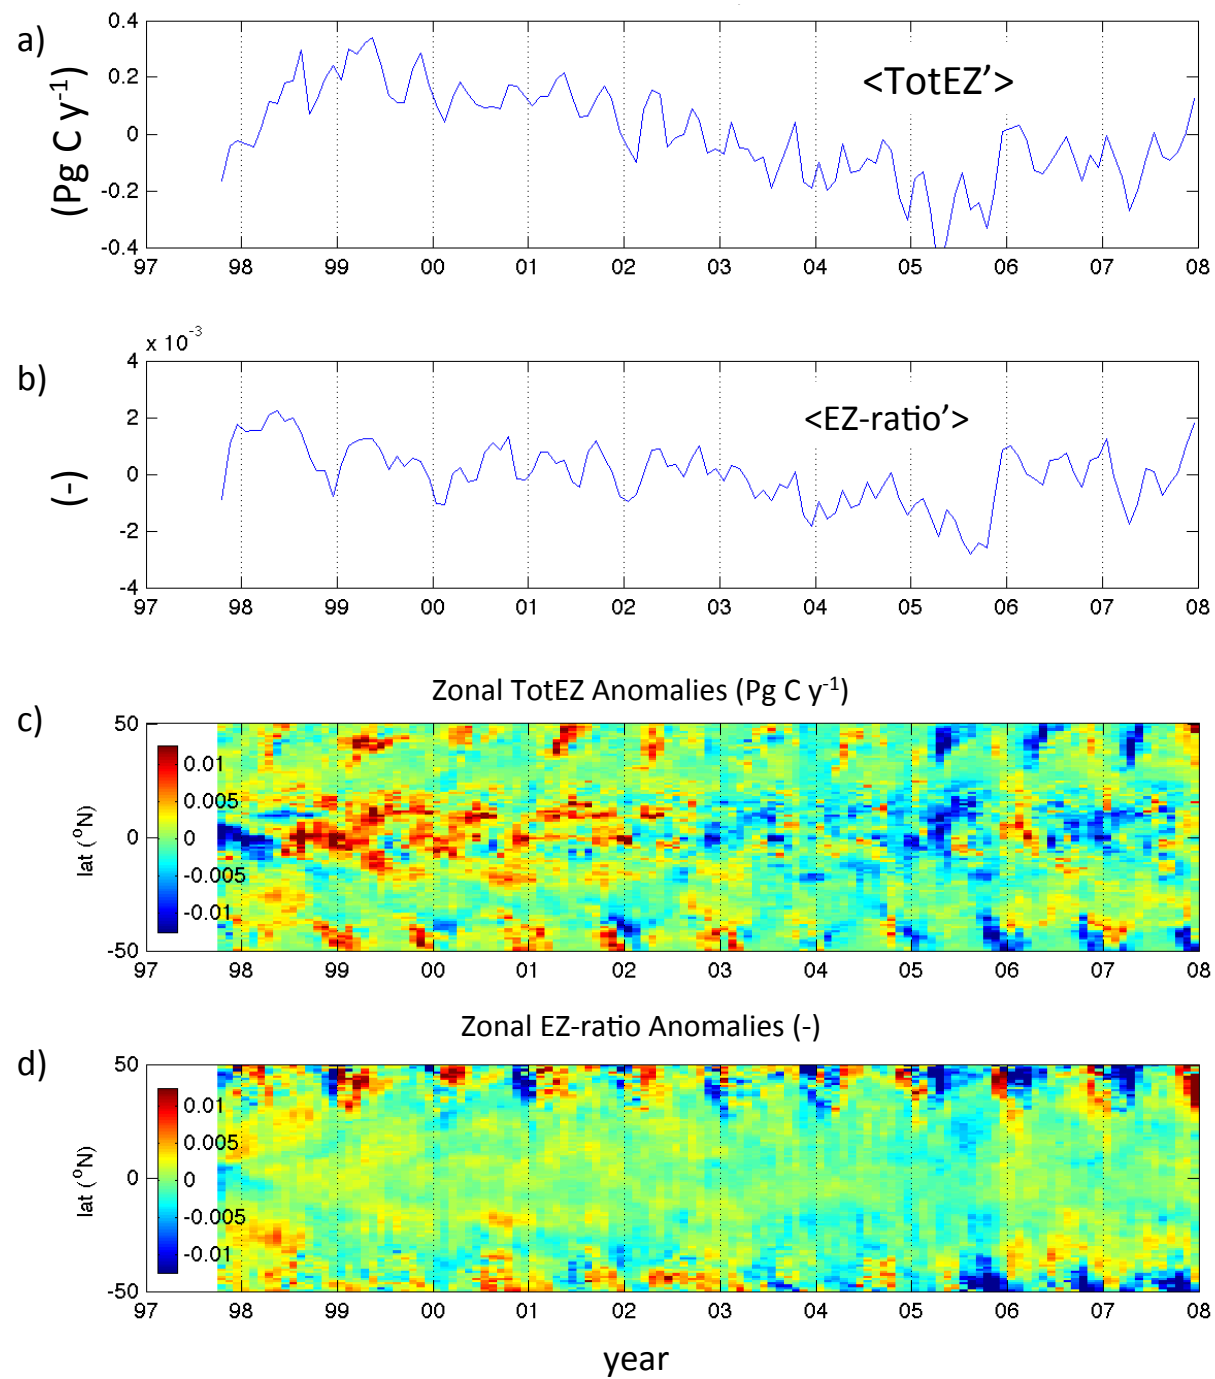 a)
(Pg C y-1)
<TotEZ’>
0.4
0.2
0
-0.2
-0.4
97 98 99 00 01 02 03 04 05 06 07 08
b)
(-)
x 10-3
<EZ-ratio’>
4
2
0
-2
-4
97 98 99 00 01 02 03 04 05 06 07 08
Zonal TotEZ Anomalies (Pg C y-1)
c)
lat (oN)
50
0
-50
0.01
0.005
0
-0.005
-0.01
97 98 99 00 01 02 03 04 05 06 07 08
Zonal EZ-ratio Anomalies (-)
d)
lat (oN)
50
0
-50
0.01
0.005
0
-0.005
-0.01
97 98 99 00 01 02 03 04 05 06 07 08
year